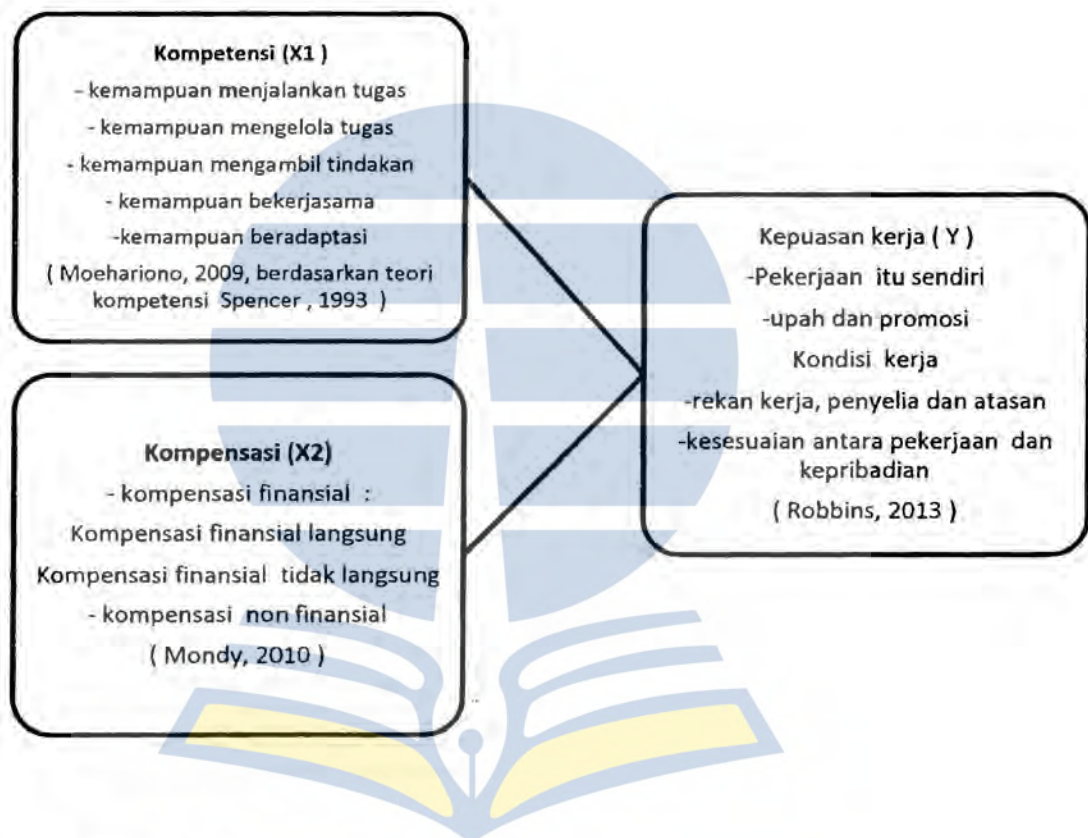 Kompetensi (X1 )
- kemampuan menjalankan tugas
- kemampuan mengelola tugas
- kemampuan mengambil tindakan
- kemampuan bekerjasama
-kemampuan beradaptasi
( Moehariono, 2009, berdasarkan teori
kompetensi Spencer , 1993 )
Kompensasi (X2)
- kompensasi finansial :
Kompensasi finansial langsung
Kompensasi finansial tidak langsung
- kompensasi non finansial
( Mondy, 2010 )
Kepuasan kerja ( Y )
-Pekerjaan itu sendiri
-upah dan promosi
Kondisi kerja
-rekan kerja, penyelia dan atasan
-kesesuaian antara pekerjaan dan
kepribadian
( Robbins, 2013 )